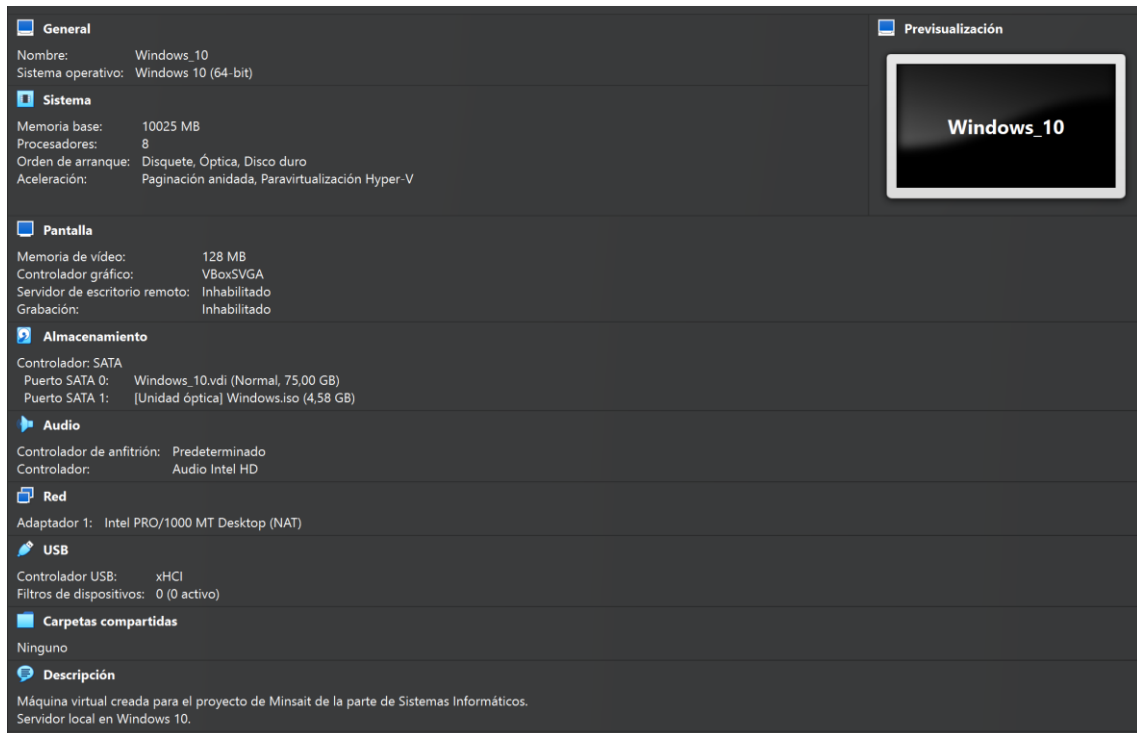 General
Nombre: Windows_10
Sistema operativo: Windows 10 (64-bit)
Sistema
Memoria base: 10025 MB
Procesadores: 8
Orden de arranque: Disquete, Óptica, Disco duro
Aceleración: Paginación anidada, Paravirtualización Hyper-V
Previsualización
Windows_10
Pantalla
Memoria de vídeo: 128 MB
Controlador gráfico: VBoxSVGA
Servidor de escritorio remoto: Inhabilitado
Grabación: Inhabilitado
Almacenamiento
Controlador: SATA
Puerto SATA 0: Windows_10.vdi (Normal, 75,00 GB)
Puerto SATA 1: [Unidad óptica] Windows.iso (4,58 GB)
Audio
Controlador de anfitrión: Predeterminado
Controlador: Audio Intel HD
Red
Adaptador 1: Intel PRO/1000 MT Desktop (NAT)
USB
Controlador USB: xHCI
Filtros de dispositivos: 0 (0 activo)
Carpetas compartidas
Ninguno
Descripción
Máquina virtual creada para el proyecto de Minsait de la parte de Sistemas Informáticos.
Servidor local en Windows 10.